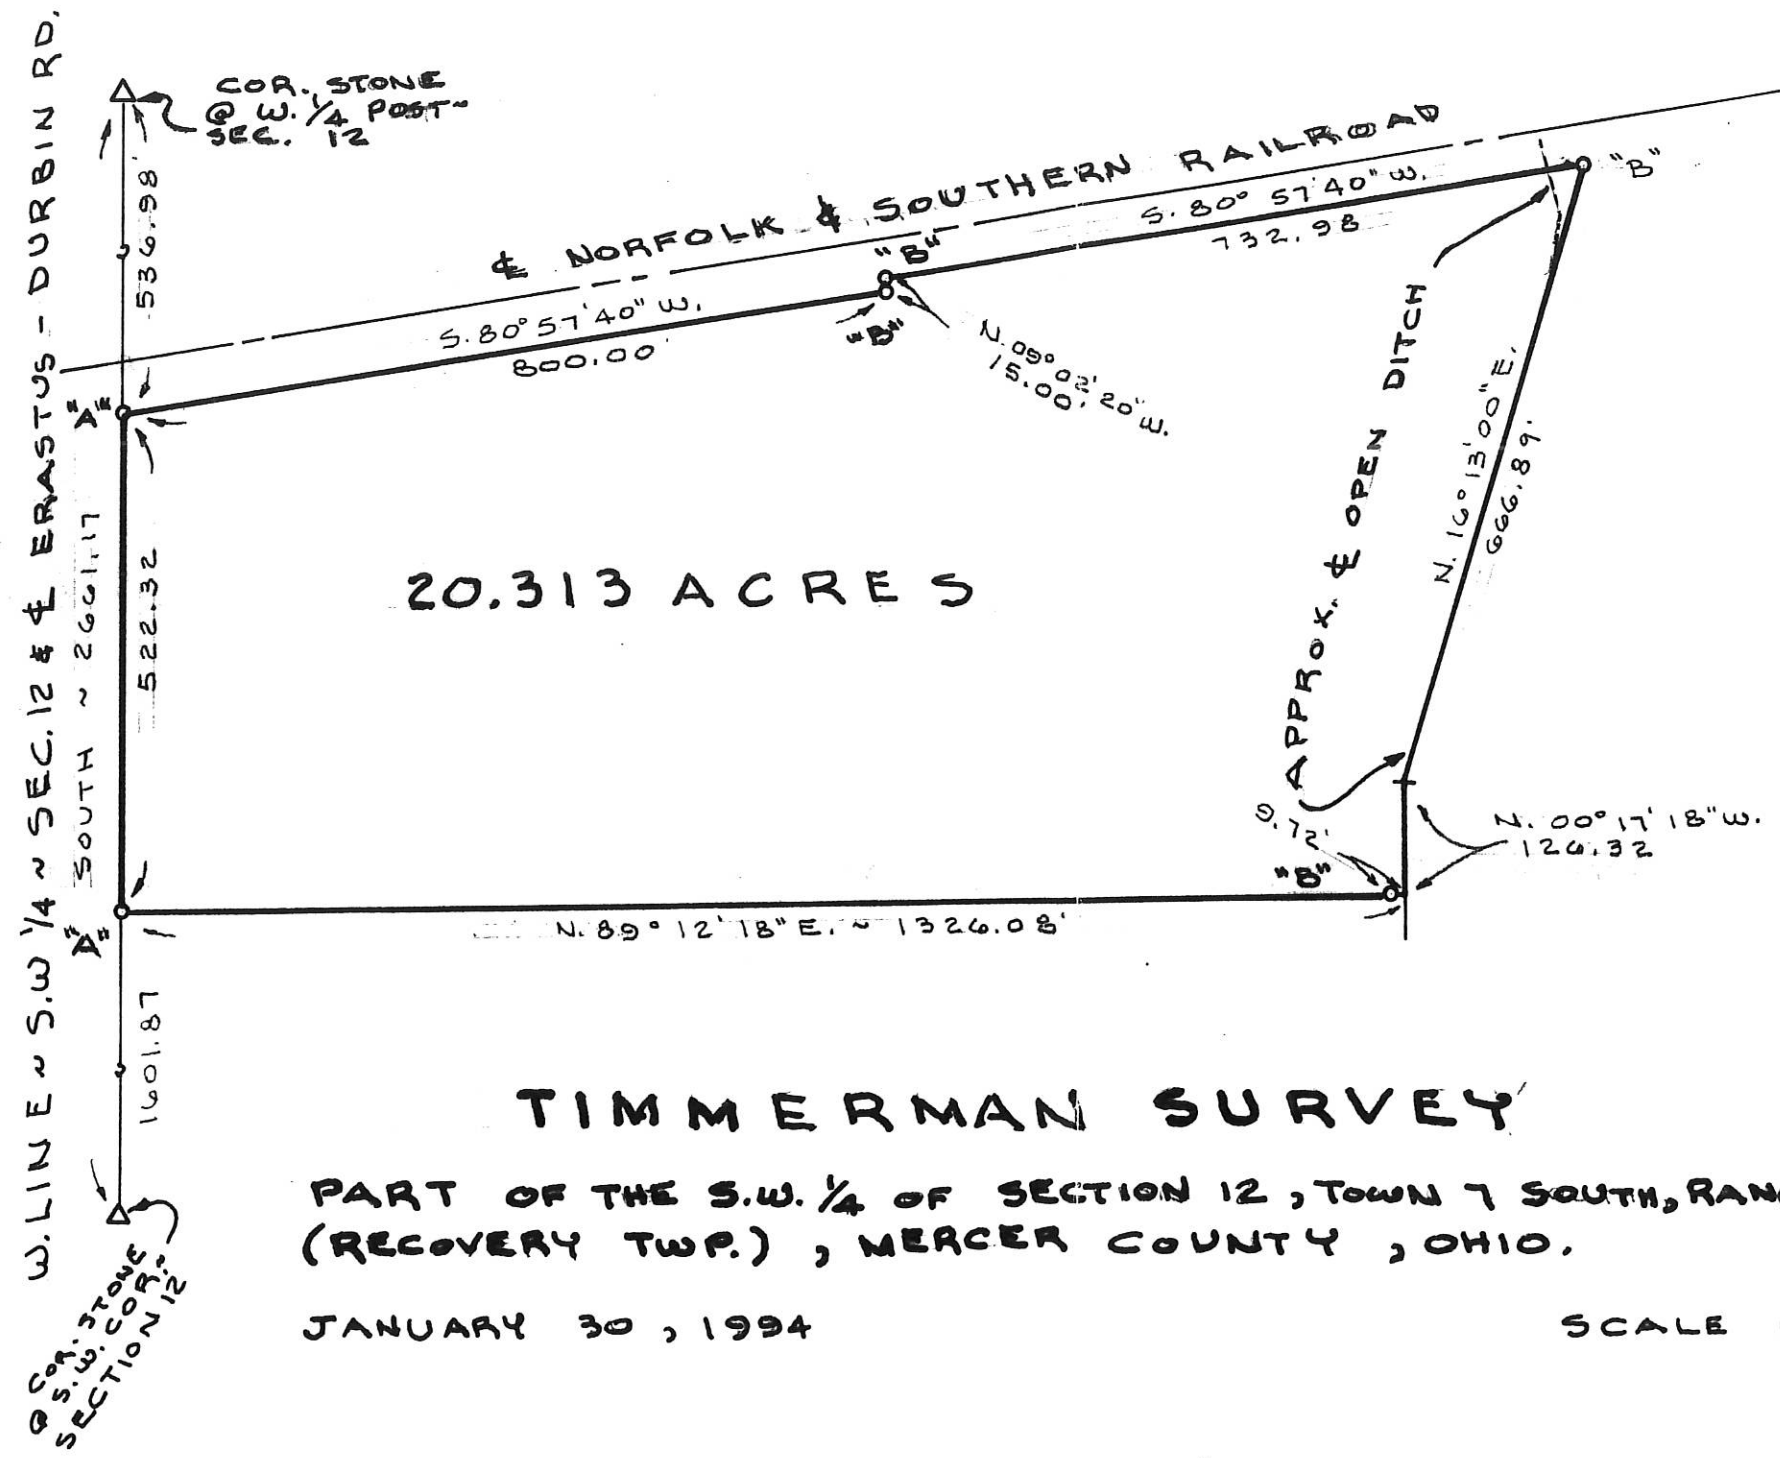 W. LINE ~ S.W 1/4 ~ SEC. 12 & ℄ ERASTUS - DURBIN RD.
COR. STONE
@ W. 1/4 POST~
SEC. 12
536.98'
℄ NORFOLK & SOUTHERN RAILROAD
S. 80° 57' 40" W.
732.98
"B"
"B"
"B"
S. 80° 57' 40" W.
800.00'
N. 09° 02' 20" W.
15.00'
"A"
SOUTH ~ 2661.17
522.32
20.313 ACRES
APPROX. ℄ OPEN DITCH
N. 16° 13' 00" E.
666.89'
N. 00° 17' 18" W.
126.32
9.72'
"B"
"A"
N. 89° 12' 18" E. ~ 1326.08'
1601.87
COR. STONE
@ S.W. COR. ~
SECTION 12
TIMMERMAN SURVEY
PART OF THE S.W. 1/4 OF SECTION 12, TOWN 7 SOUTH, RAN
(RECOVERY TWP.), MERCER COUNTY, OHIO.
JANUARY 30, 1994
SCALE